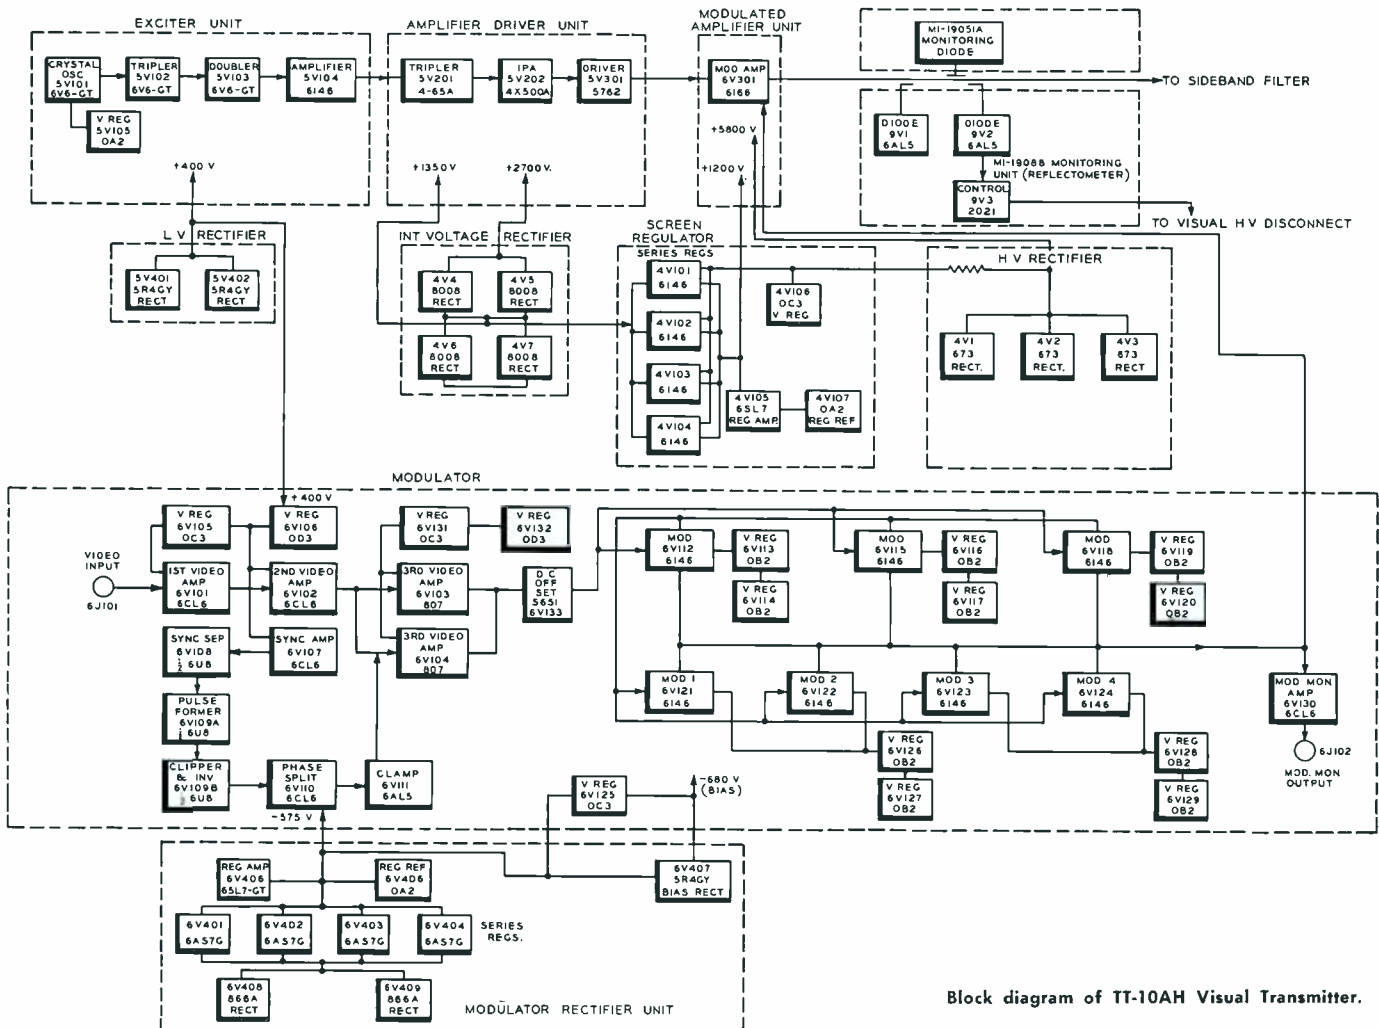 EXCITER UNIT
CRYSTAL
OSC
5V101
6V6-GT
TRIPLER
5V102
6V6-GT
DOUBLER
5V103
6V6-GT
AMPLIFIER
5V104
6146
V REG
5V105
OA2
+400 V
AMPLIFIER DRIVER UNIT
TRIPLER
5V201
4-65A
IPA
5V202
4X500A
DRIVER
5V301
5762
+1350 V
+2700 V.
MODULATED
AMPLIFIER UNIT
MOD AMP
6V301
6166
+5800 V
+1200 V
MI-19051A
MONITORING
DIODE
TO SIDEBAND FILTER
DIODE
9V1
6AL5
DIODE
9V2
6AL5
MI-19088 MONITORING
UNIT (REFLECTOMETER)
CONTROL
9V3
2021
TO VISUAL HV DISCONNECT
L V RECTIFIER
5V401
5R4GY
RECT
5V402
5R4GY
RECT
INT VOLTAGE RECTIFIER
4V4
8008
RECT
4V5
8008
RECT
4V6
8008
RECT
4V7
8008
RECT
SCREEN
REGULATOR
SERIES REGS
4V101
6146
4V102
6146
4V103
6146
4V104
6146
4V106
OC3
V REG
4V105
6SL7
REG AMP.
4V107
OA2
REG REF
H V RECTIFIER
4V1
673
RECT.
4V2
673
RECT.
4V3
673
RECT
MODULATOR
+400 V
VIDEO
INPUT
6J101
V REG
6V105
OC3
V REG
6V106
OD3
V REG
6V131
OC3
V REG
6V132
OD3
1ST VIDEO
AMP
6V101
6CL6
2ND VIDEO
AMP
6V102
6CL6
3RD VIDEO
AMP
6V103
807
3RD VIDEO
AMP
6V104
807
D C
OFF
SET
5651
6V133
SYNC SEP
6V108
½ 6U8
SYNC AMP
6V107
6CL6
PULSE
FORMER
6V109A
½ 6U8
CLIPPER
& INV
6V109B
6U8
PHASE
SPLIT
6V110
6CL6
CLAMP
6V111
6AL5
-575 V
MOD
6V112
6146
V REG
6V113
OB2
V REG
6V114
OB2
MOD
6V115
6146
V REG
6V116
OB2
V REG
6V117
OB2
MOD
6V118
6146
V REG
6V119
OB2
V REG
6V120
OB2
MOD 1
6V121
6146
MOD 2
6V122
6146
MOD 3
6V123
6146
MOD 4
6V124
6146
V REG
6V126
OB2
V REG
6V127
OB2
V REG
6V128
OB2
V REG
6V129
OB2
MOD MON
AMP
6V130
6CL6
6J102
MOD. MON
OUTPUT
V REG
6V125
OC3
-680 V
(BIAS)
REG AMP
6V406
6SL7-GT
REG REF
6V4D6
OA2
6V407
5R4GY
BIAS RECT
6V401
6AS7G
6V4D2
6AS7G
6V403
6AS7G
6V404
6AS7G
SERIES
REGS.
6V408
866A
RECT
6V409
866A
RECT
MODULATOR RECTIFIER UNIT
Block diagram of TT-10AH Visual Transmitter.